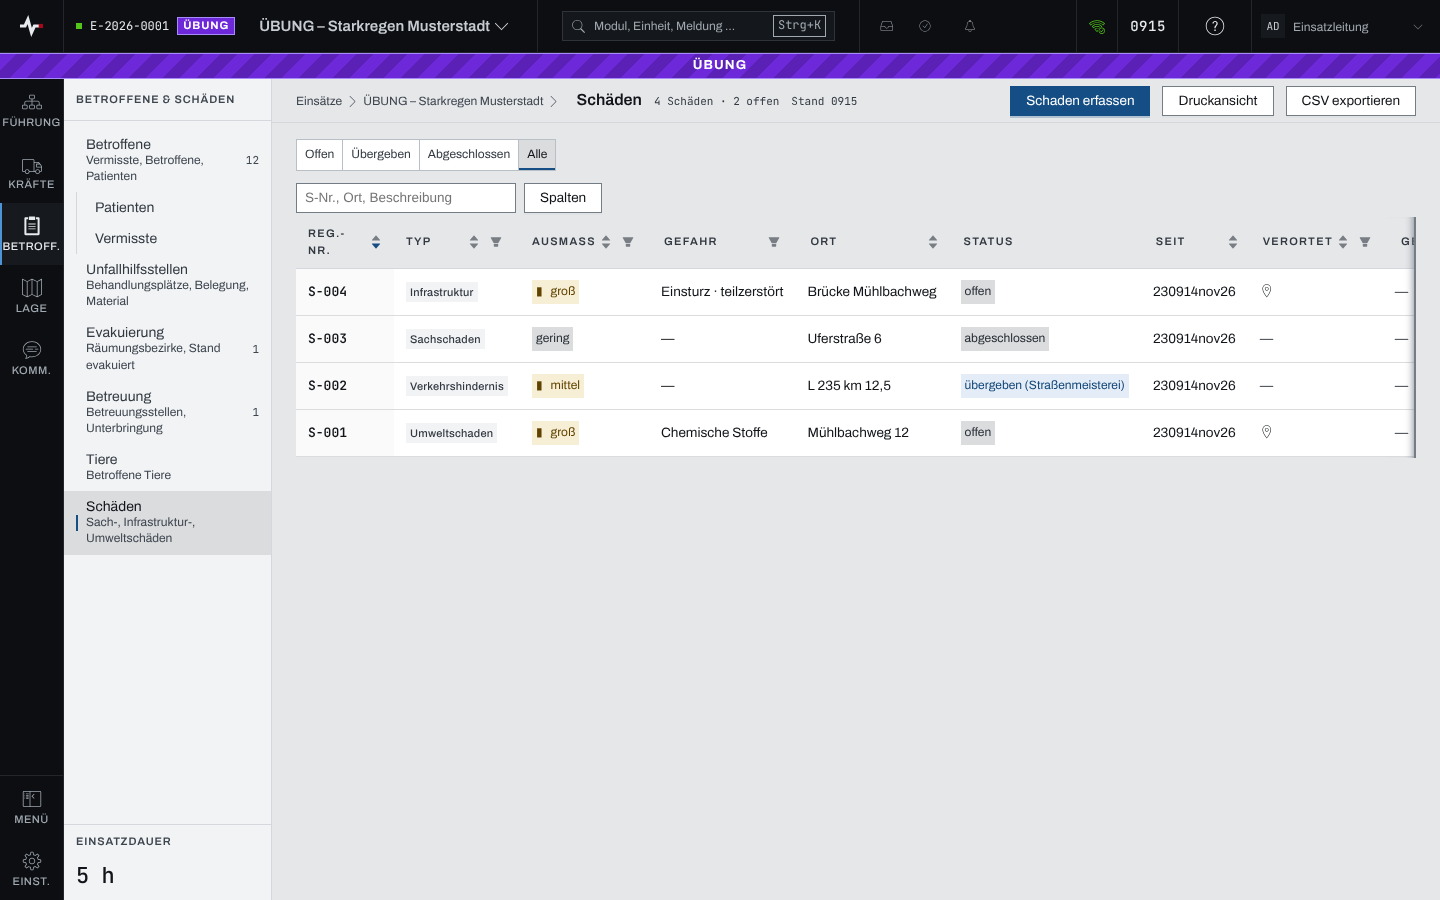 E-2026-0001 ÜBUNG ÜBUNG – Starkregen Musterstadt Modul, Einheit, Meldung ... Strg+K 0915 ? AD Einsatzleitung
ÜBUNG
FÜHRUNG
KRÄFTE
BETROFF.
LAGE
KOMM.
MENÜ
EINST.
BETROFFENE & SCHÄDEN
Betroffene
Vermisste, Betroffene, 12
Patienten
Patienten
Vermisste
Unfallhilfsstellen
Behandlungsplätze, Belegung,
Material
Evakuierung
Räumungsbezirke, Stand 1
evakuiert
Betreuung
Betreuungsstellen, 1
Unterbringung
Tiere
Betroffene Tiere
Schäden
Sach-, Infrastruktur-,
Umweltschäden
EINSATZDAUER
5 h
Einsätze ÜBUNG – Starkregen Musterstadt Schäden 4 Schäden · 2 offen Stand 0915 Schaden erfassen Druckansicht CSV exportieren
Offen Übergeben Abgeschlossen Alle
S-Nr., Ort, Beschreibung Spalten
REG.-
NR. TYP AUSMASS GEFAHR ORT STATUS SEIT VERORTET
S-004 Infrastruktur groß Einsturz · teilzerstört Brücke Mühlbachweg offen 230914nov26 —
S-003 Sachschaden gering — Uferstraße 6 abgeschlossen 230914nov26 — —
S-002 Verkehrshindernis mittel — L 235 km 12,5 übergeben (Straßenmeisterei) 230914nov26 — —
S-001 Umweltschaden groß Chemische Stoffe Mühlbachweg 12 offen 230914nov26 —